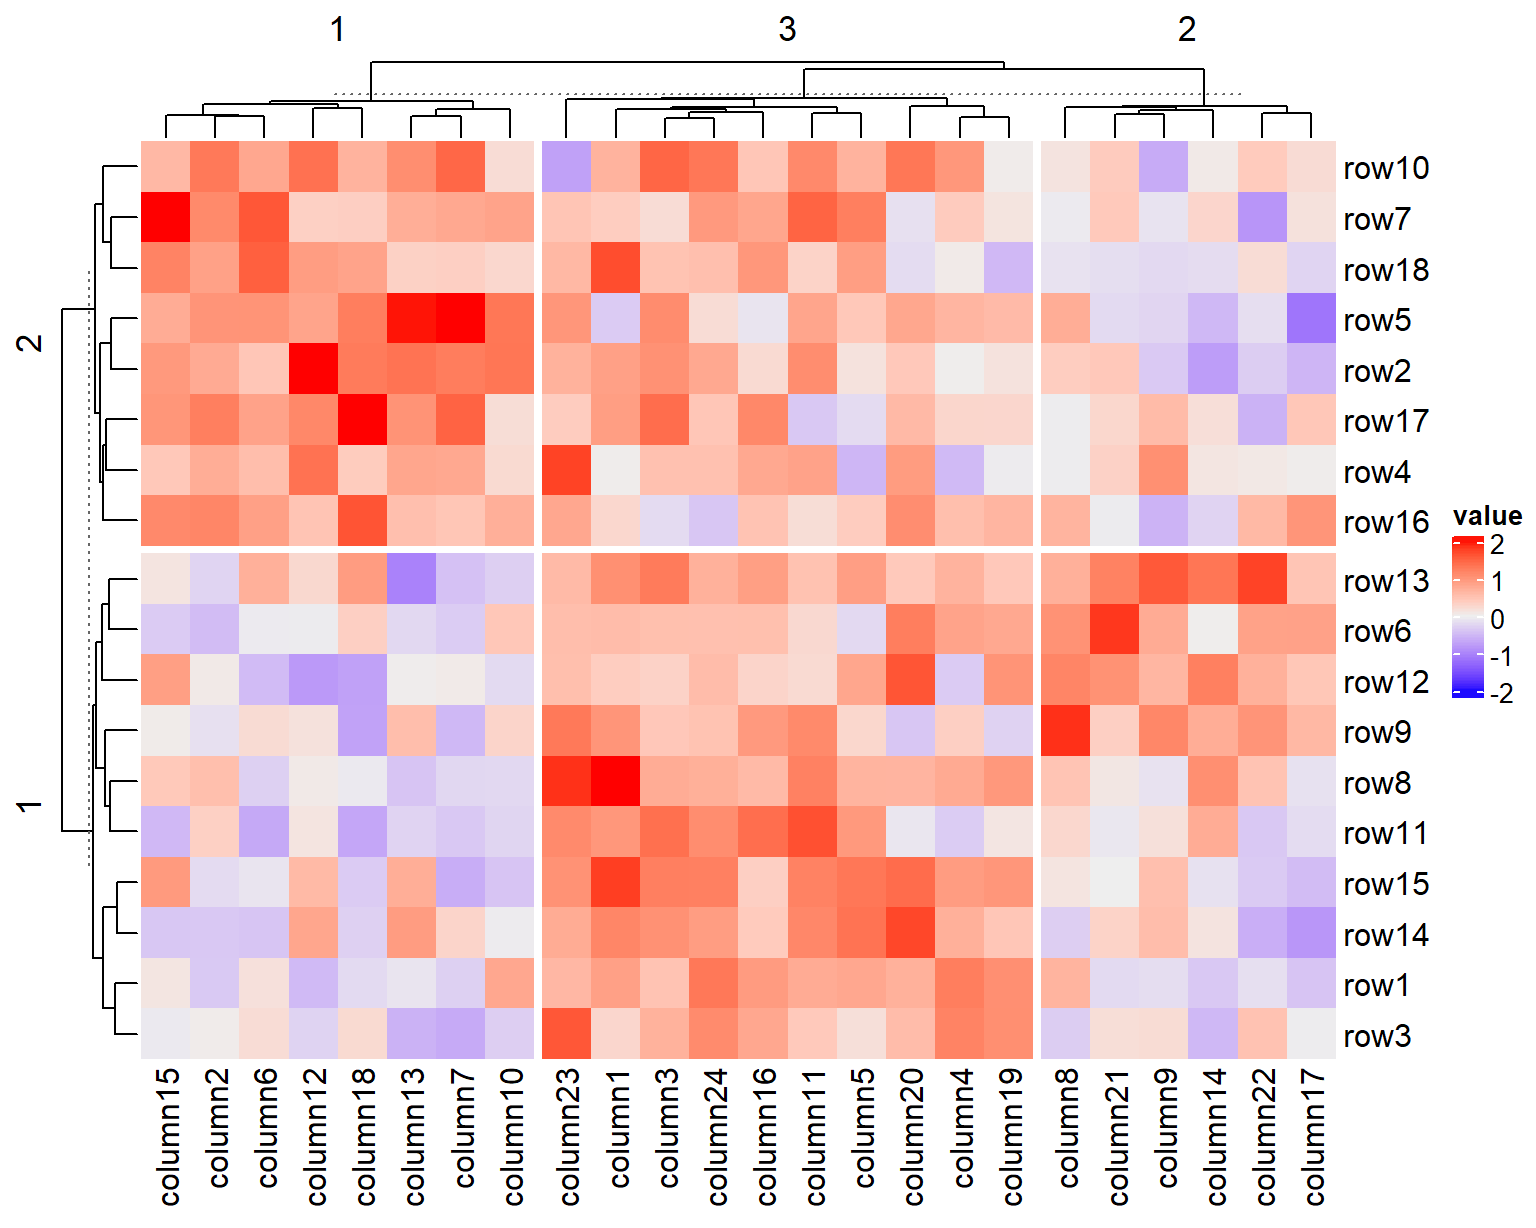 1
3
2
2
1
row10
row7
row18
row5
row2
row17
row4
row16
row13
row6
row12
row9
row8
row11
row15
row14
row1
row3
value
2
1
0
-1
-2
column15
column2
column6
column12
column18
column13
column7
column10
column23
column1
column3
column24
column16
column11
column5
column20
column4
column19
column8
column21
column9
column14
column22
column17